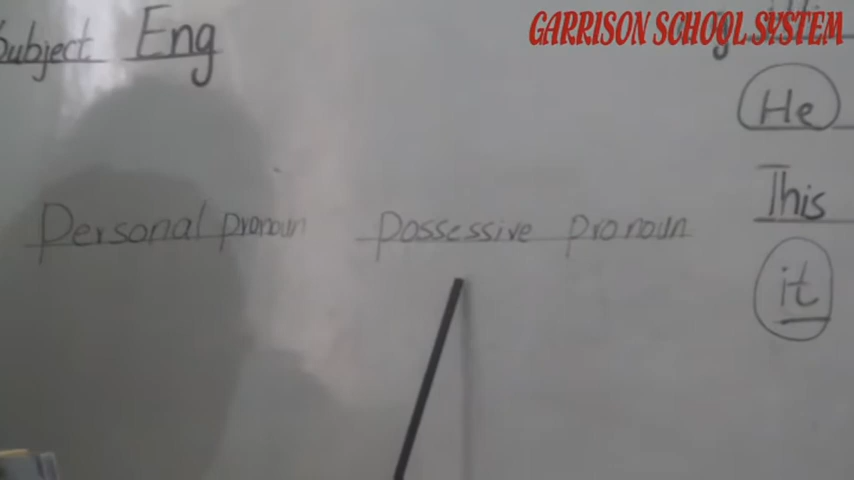 GARRISON SCHOOL SYSTEM
Subject Eng
He
This
Personal pronoun Possessive pronoun
it